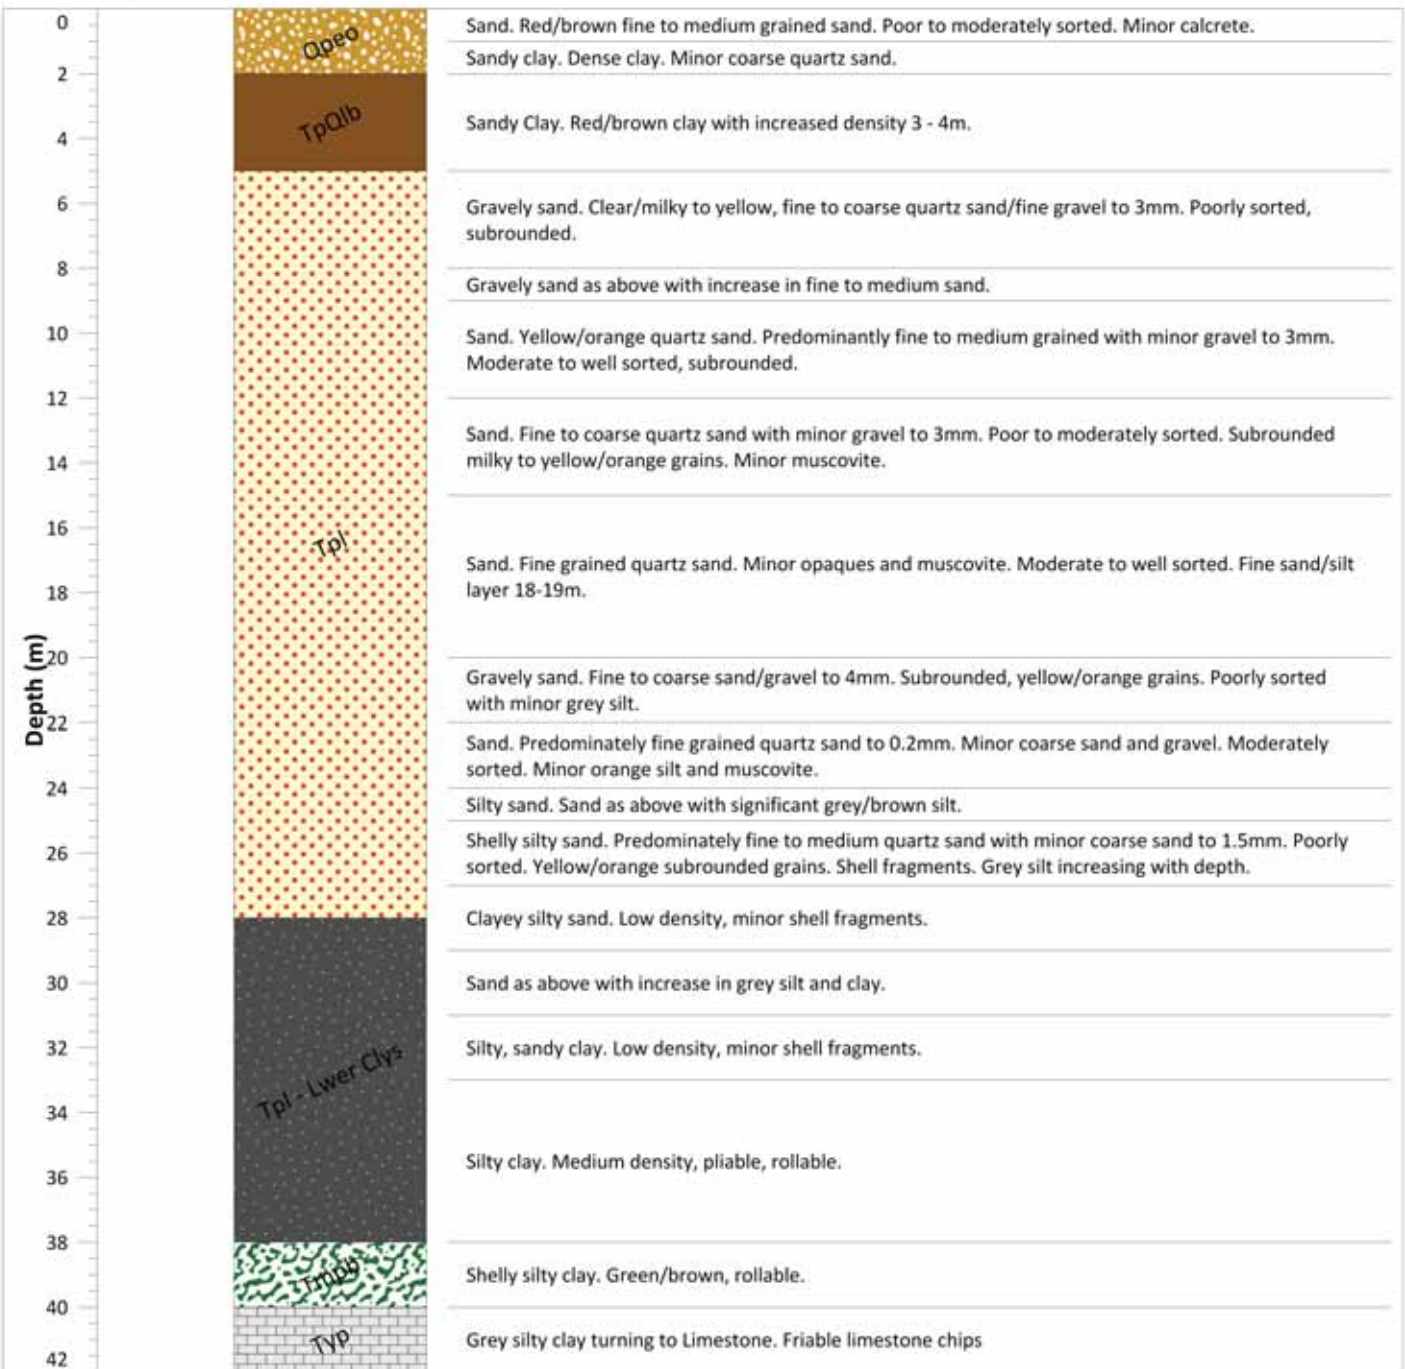 0
Qpeo
Sand. Red/brown fine to medium grained sand. Poor to moderately sorted. Minor calcrete.
Sandy clay. Dense clay. Minor coarse quartz sand.
2
TpQlb
Sandy Clay. Red/brown clay with increased density 3 - 4m.
4
6
Gravely sand. Clear/milky to yellow, fine to coarse quartz sand/fine gravel to 3mm. Poorly sorted,
subrounded.
8
Gravely sand as above with increase in fine to medium sand.
10
Sand. Yellow/orange quartz sand. Predominantly fine to medium grained with minor gravel to 3mm.
Moderate to well sorted, subrounded.
12
Sand. Fine to coarse quartz sand with minor gravel to 3mm. Poor to moderately sorted. Subrounded
milky to yellow/orange grains. Minor muscovite.
14
16
Tpl
Sand. Fine grained quartz sand. Minor opaques and muscovite. Moderate to well sorted. Fine sand/silt
layer 18-19m.
18
Depth (m)
20
Gravely sand. Fine to coarse sand/gravel to 4mm. Subrounded, yellow/orange grains. Poorly sorted
with minor grey silt.
22
Sand. Predominately fine grained quartz sand to 0.2mm. Minor coarse sand and gravel. Moderately
sorted. Minor orange silt and muscovite.
24
Silty sand. Sand as above with significant grey/brown silt.
Shelly silty sand. Predominately fine to medium quartz sand with minor coarse sand to 1.5mm. Poorly
sorted. Yellow/orange subrounded grains. Shell fragments. Grey silt increasing with depth.
26
28
Clayey silty sand. Low density, minor shell fragments.
30
Sand as above with increase in grey silt and clay.
32
Silty, sandy clay. Low density, minor shell fragments.
Tpl - Lwer Clys
34
36
Silty clay. Medium density, pliable, rollable.
38
Tmpb
Shelly silty clay. Green/brown, rollable.
40
Typ
Grey silty clay turning to Limestone. Friable limestone chips
42